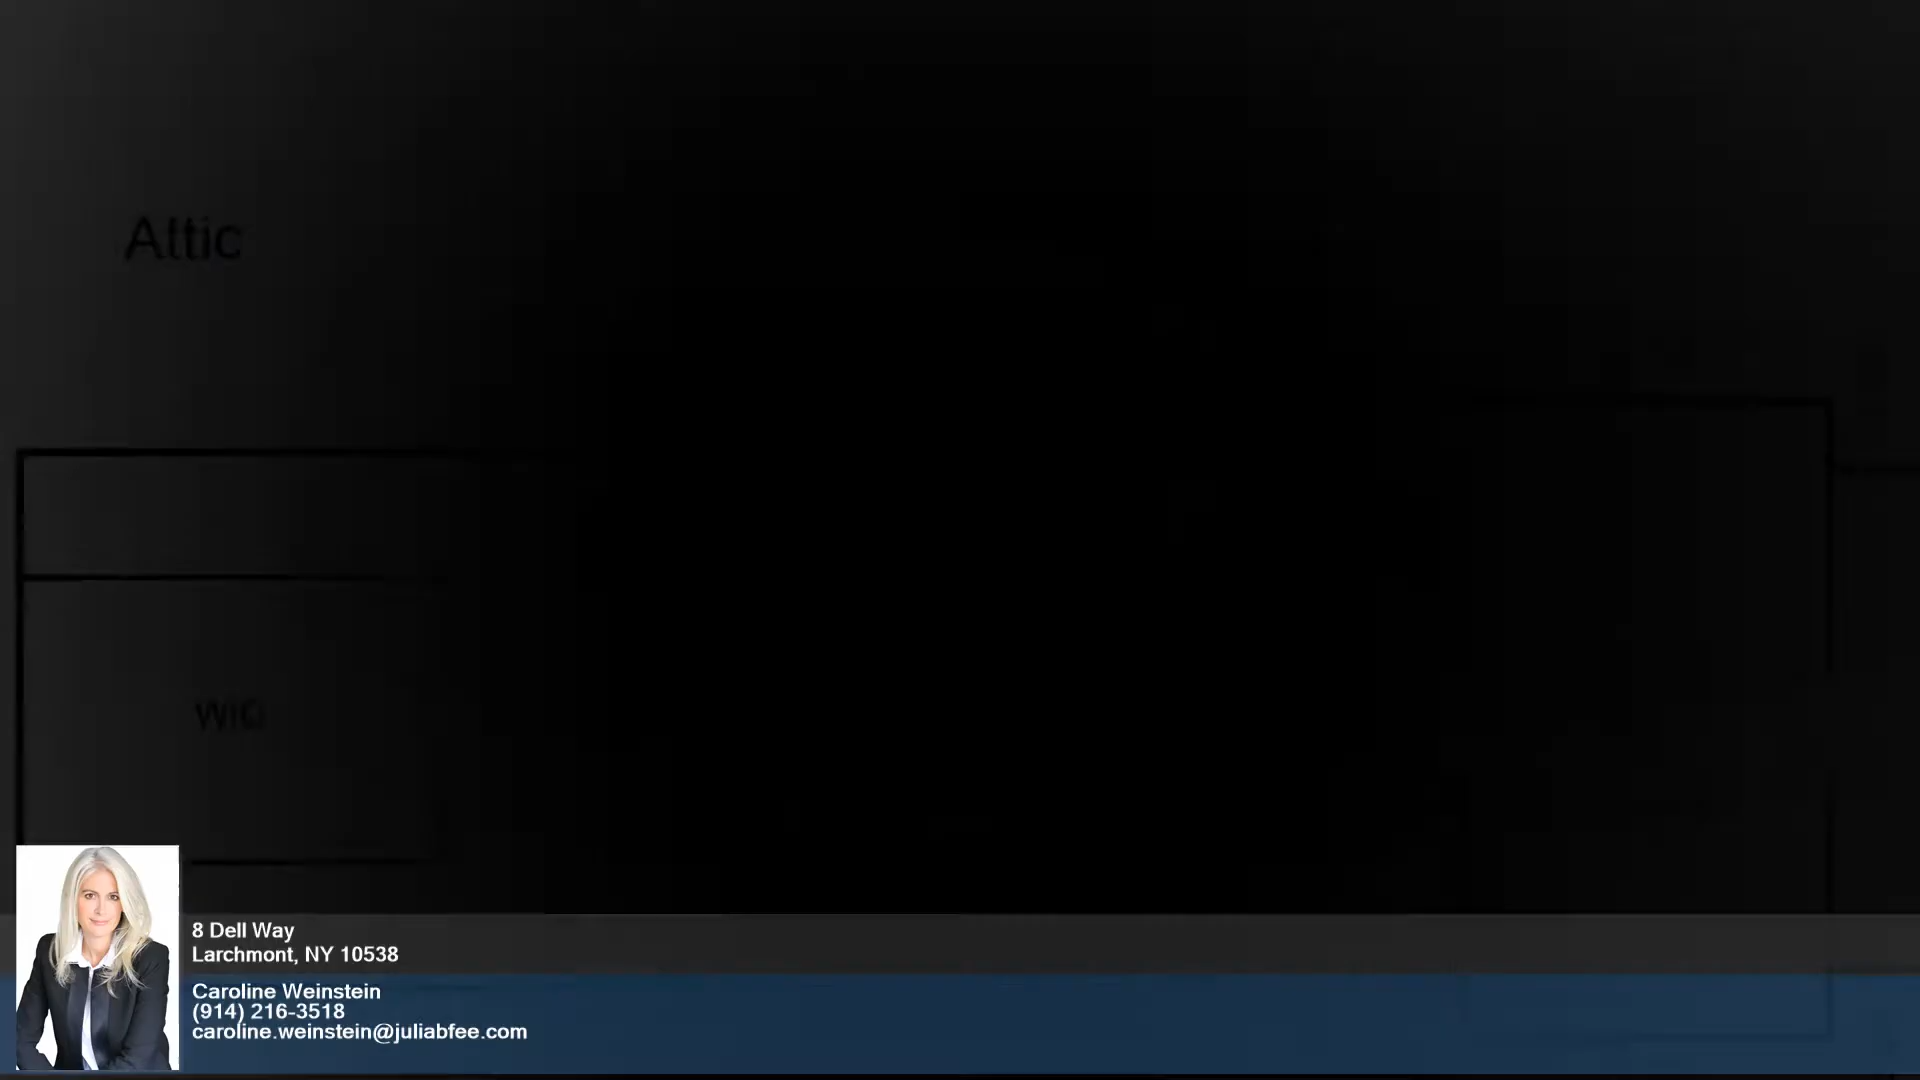 Attic
WIC
8 Dell Way
Larchmont, NY 10538
Caroline Weinstein
(914) 216-3518
caroline.weinstein@juliabfee.com